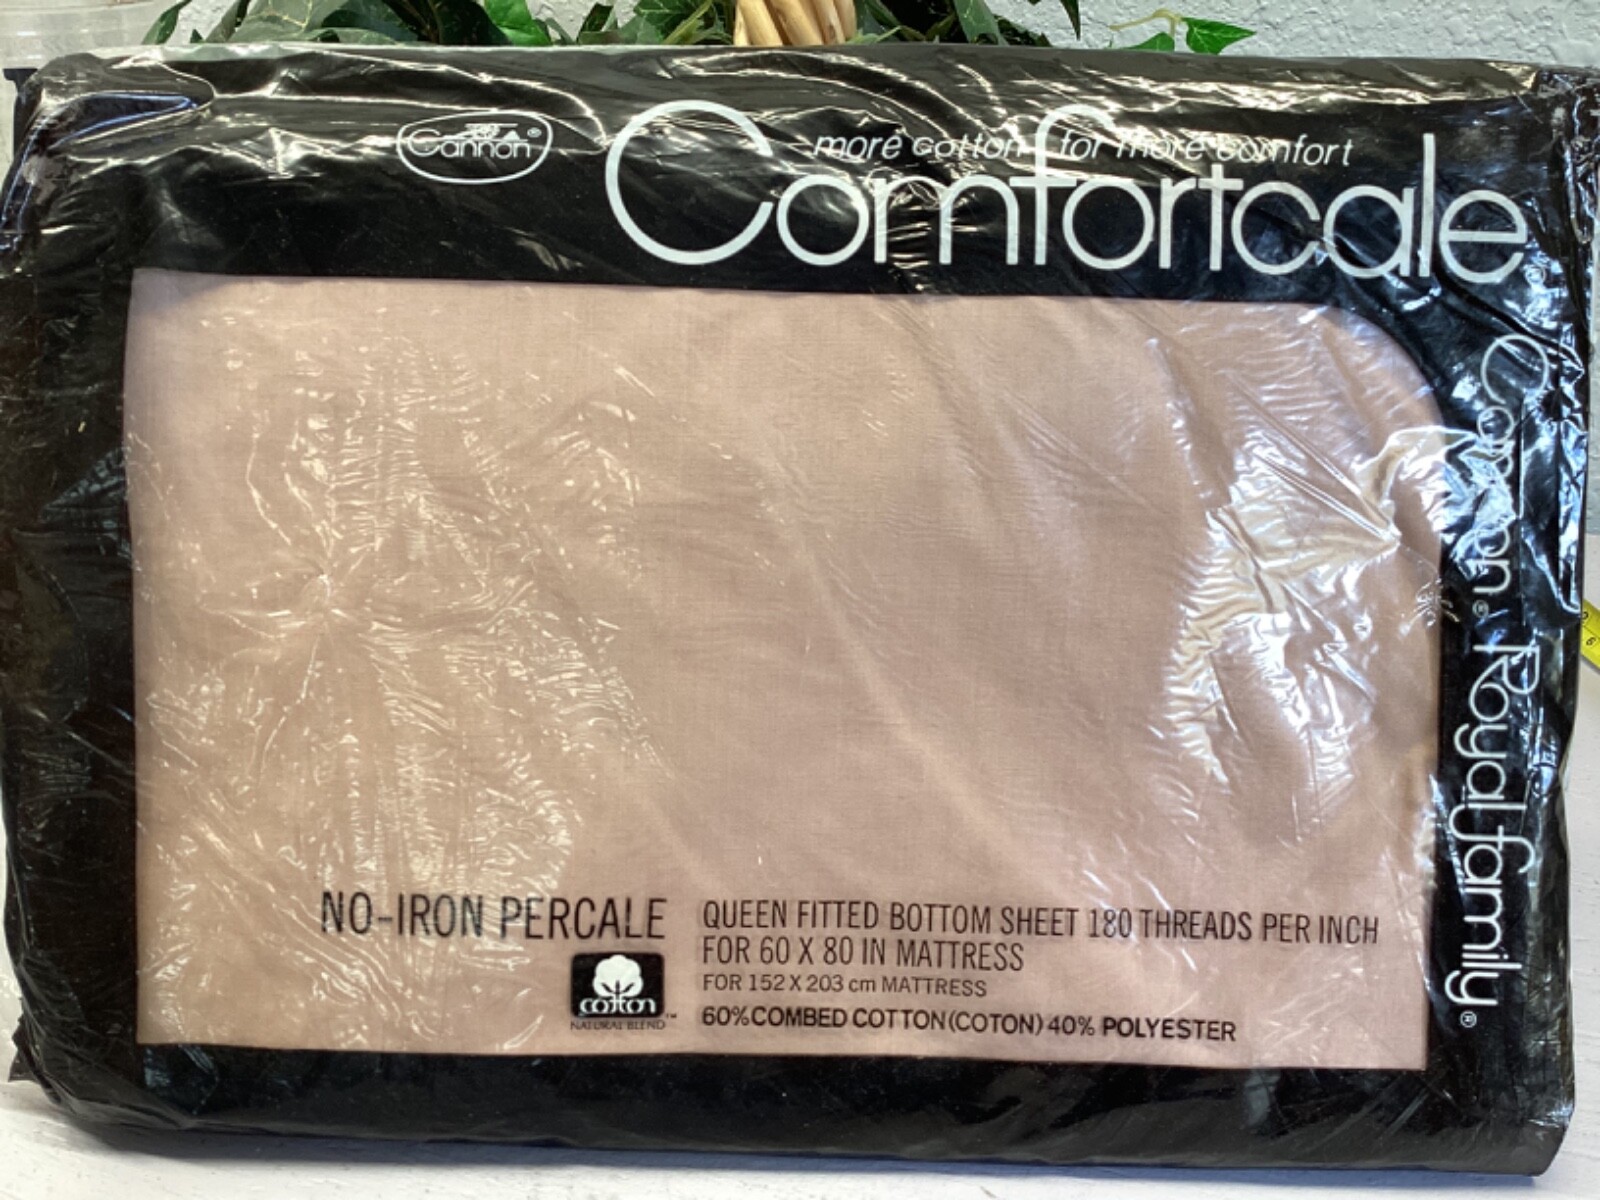 Cannon®
more cotton for more comfort
Comfortcale®
Cannon® Royal family®
NO-IRON PERCALE
cotton
NATURAL BLEND™
QUEEN FITTED BOTTOM SHEET 180 THREADS PER INCH
FOR 60 X 80 IN MATTRESS
FOR 152 X 203 cm MATTRESS
60% COMBED COTTON (COTON) 40% POLYESTER